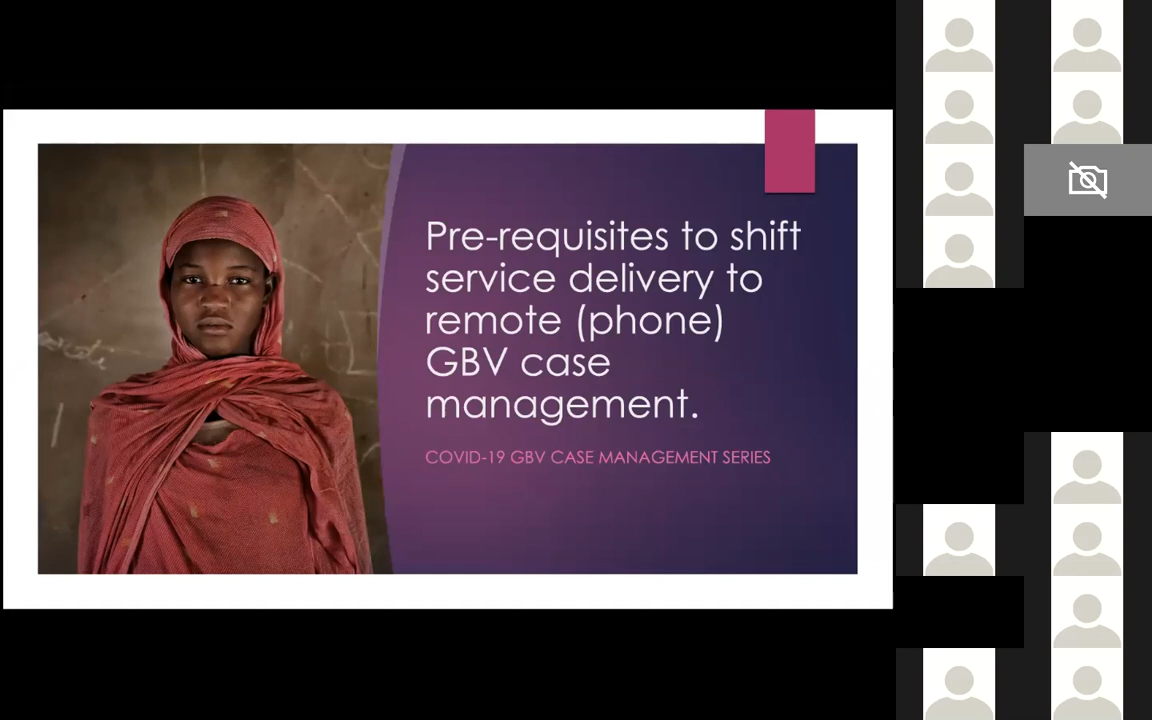 Pre-requisites to shift
service delivery to
remote (phone)
GBV case
management.
COVID-19 GBV CASE MANAGEMENT SERIES